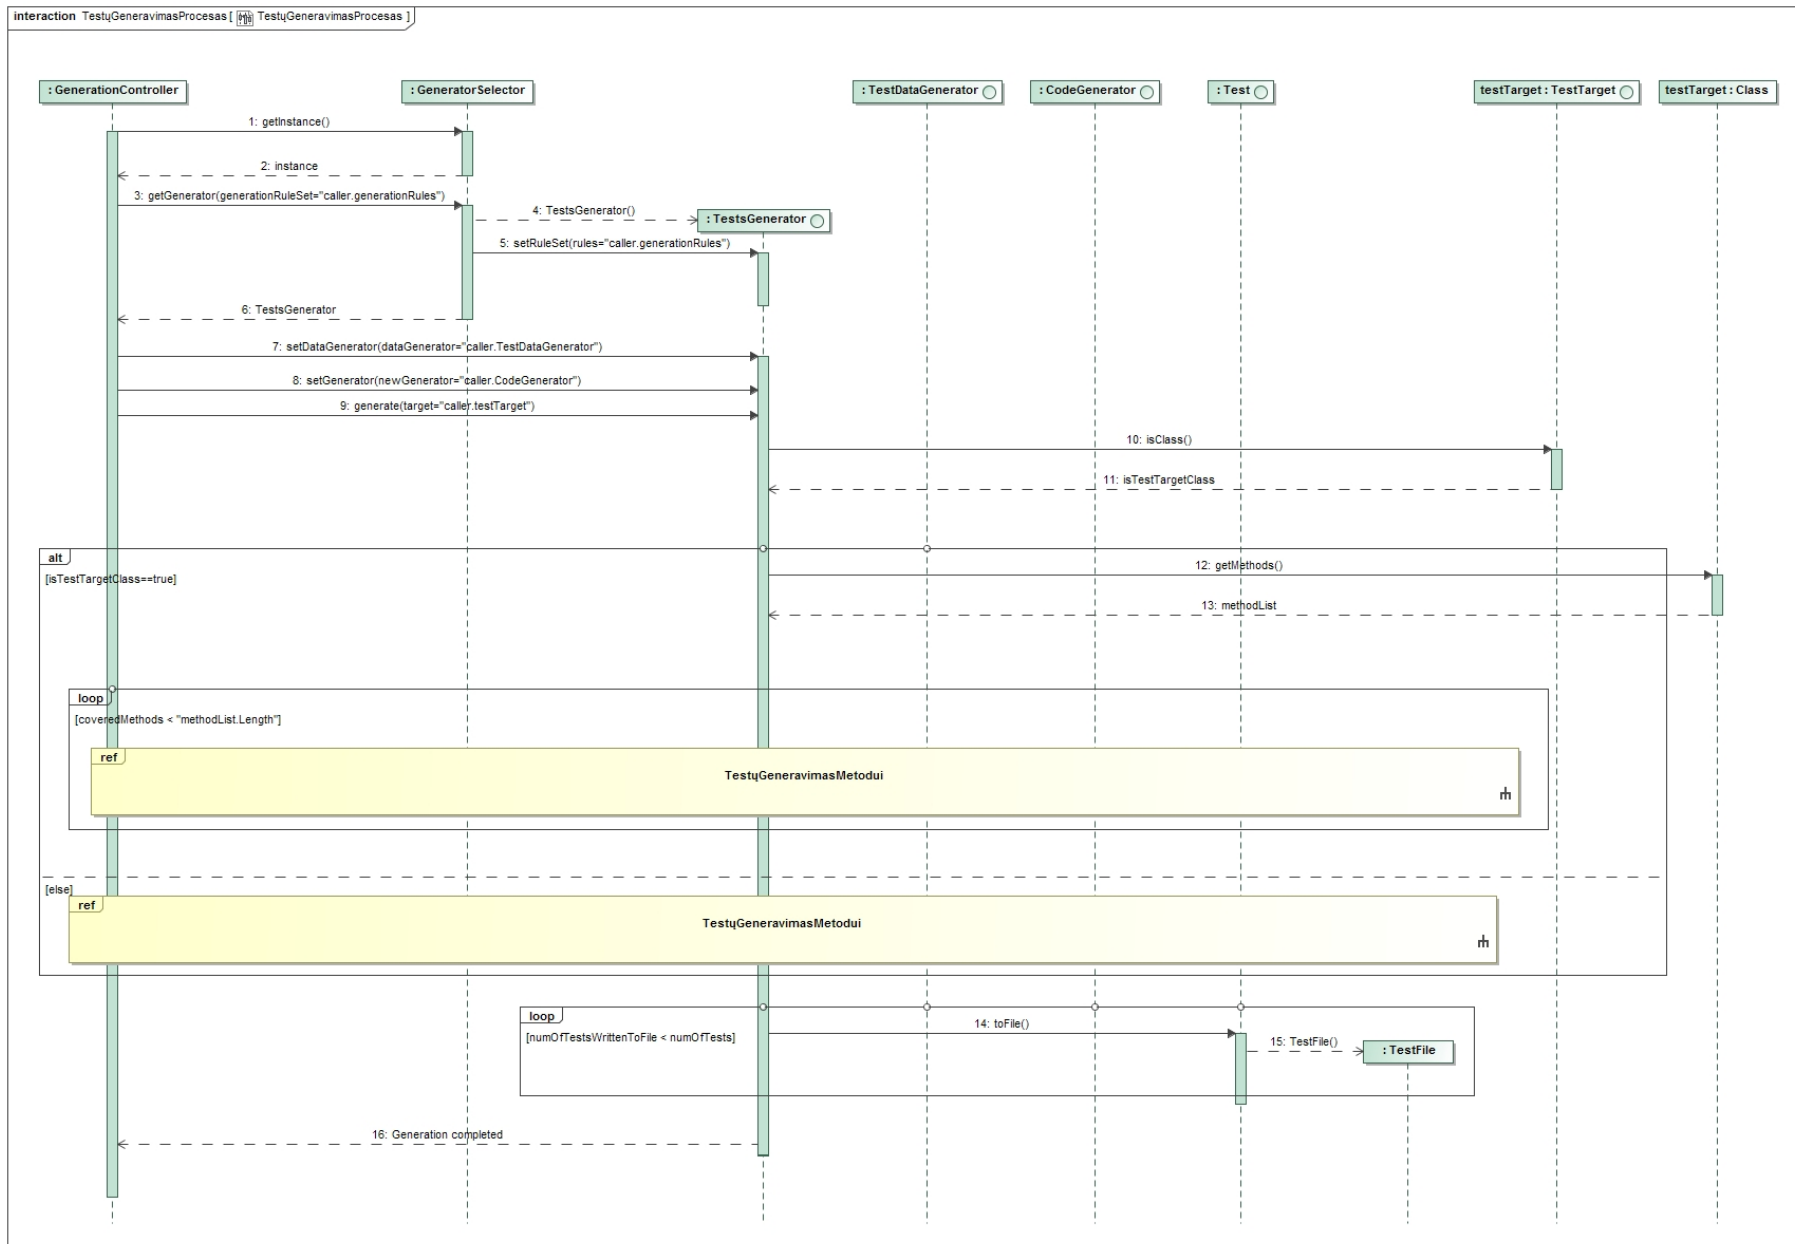 interaction TestųGeneravimasProcesas [ TestųGeneravimasProcesas ]
: GenerationController
: GeneratorSelector
: TestDataGenerator
: CodeGenerator
: Test
testTarget : TestTarget
testTarget : Class
1: getInstance()
2: instance
3: getGenerator(generationRuleSet="caller.generationRules")
4: TestsGenerator()
: TestsGenerator
5: setRuleSet(rules="caller.generationRules")
6: TestsGenerator
7: setDataGenerator(dataGenerator="caller.TestDataGenerator")
8: setGenerator(newGenerator="caller.CodeGenerator")
9: generate(target="caller.testTarget")
10: isClass()
11: isTestTargetClass
alt
[isTestTargetClass==true]
12: getMethods()
13: methodList
loop
[coveredMethods < "methodList.Length"]
ref
TestųGeneravimasMetodui
[else]
ref
TestųGeneravimasMetodui
loop
[numOfTestsWrittenToFile < numOfTests]
14: toFile()
15: TestFile()
: TestFile
16: Generation completed